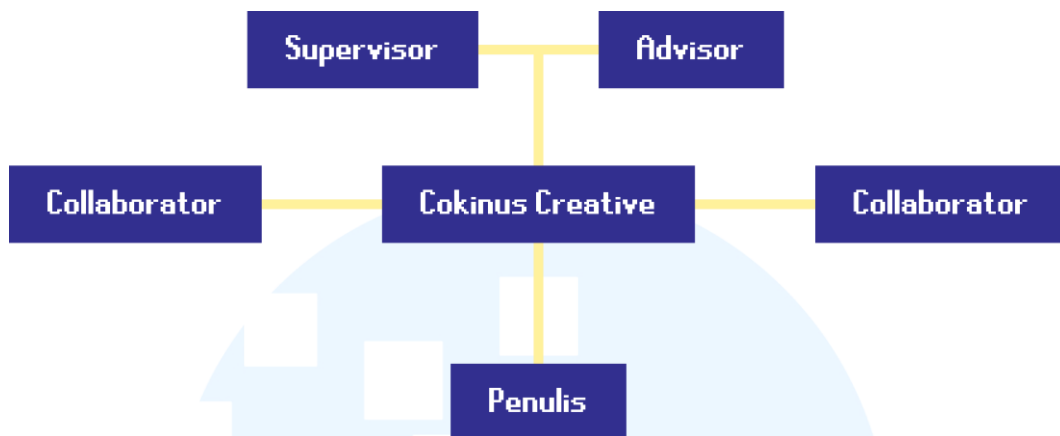 Supervisor
Advisor
Collaborator
Cokinus Creative
Collaborator
Penulis